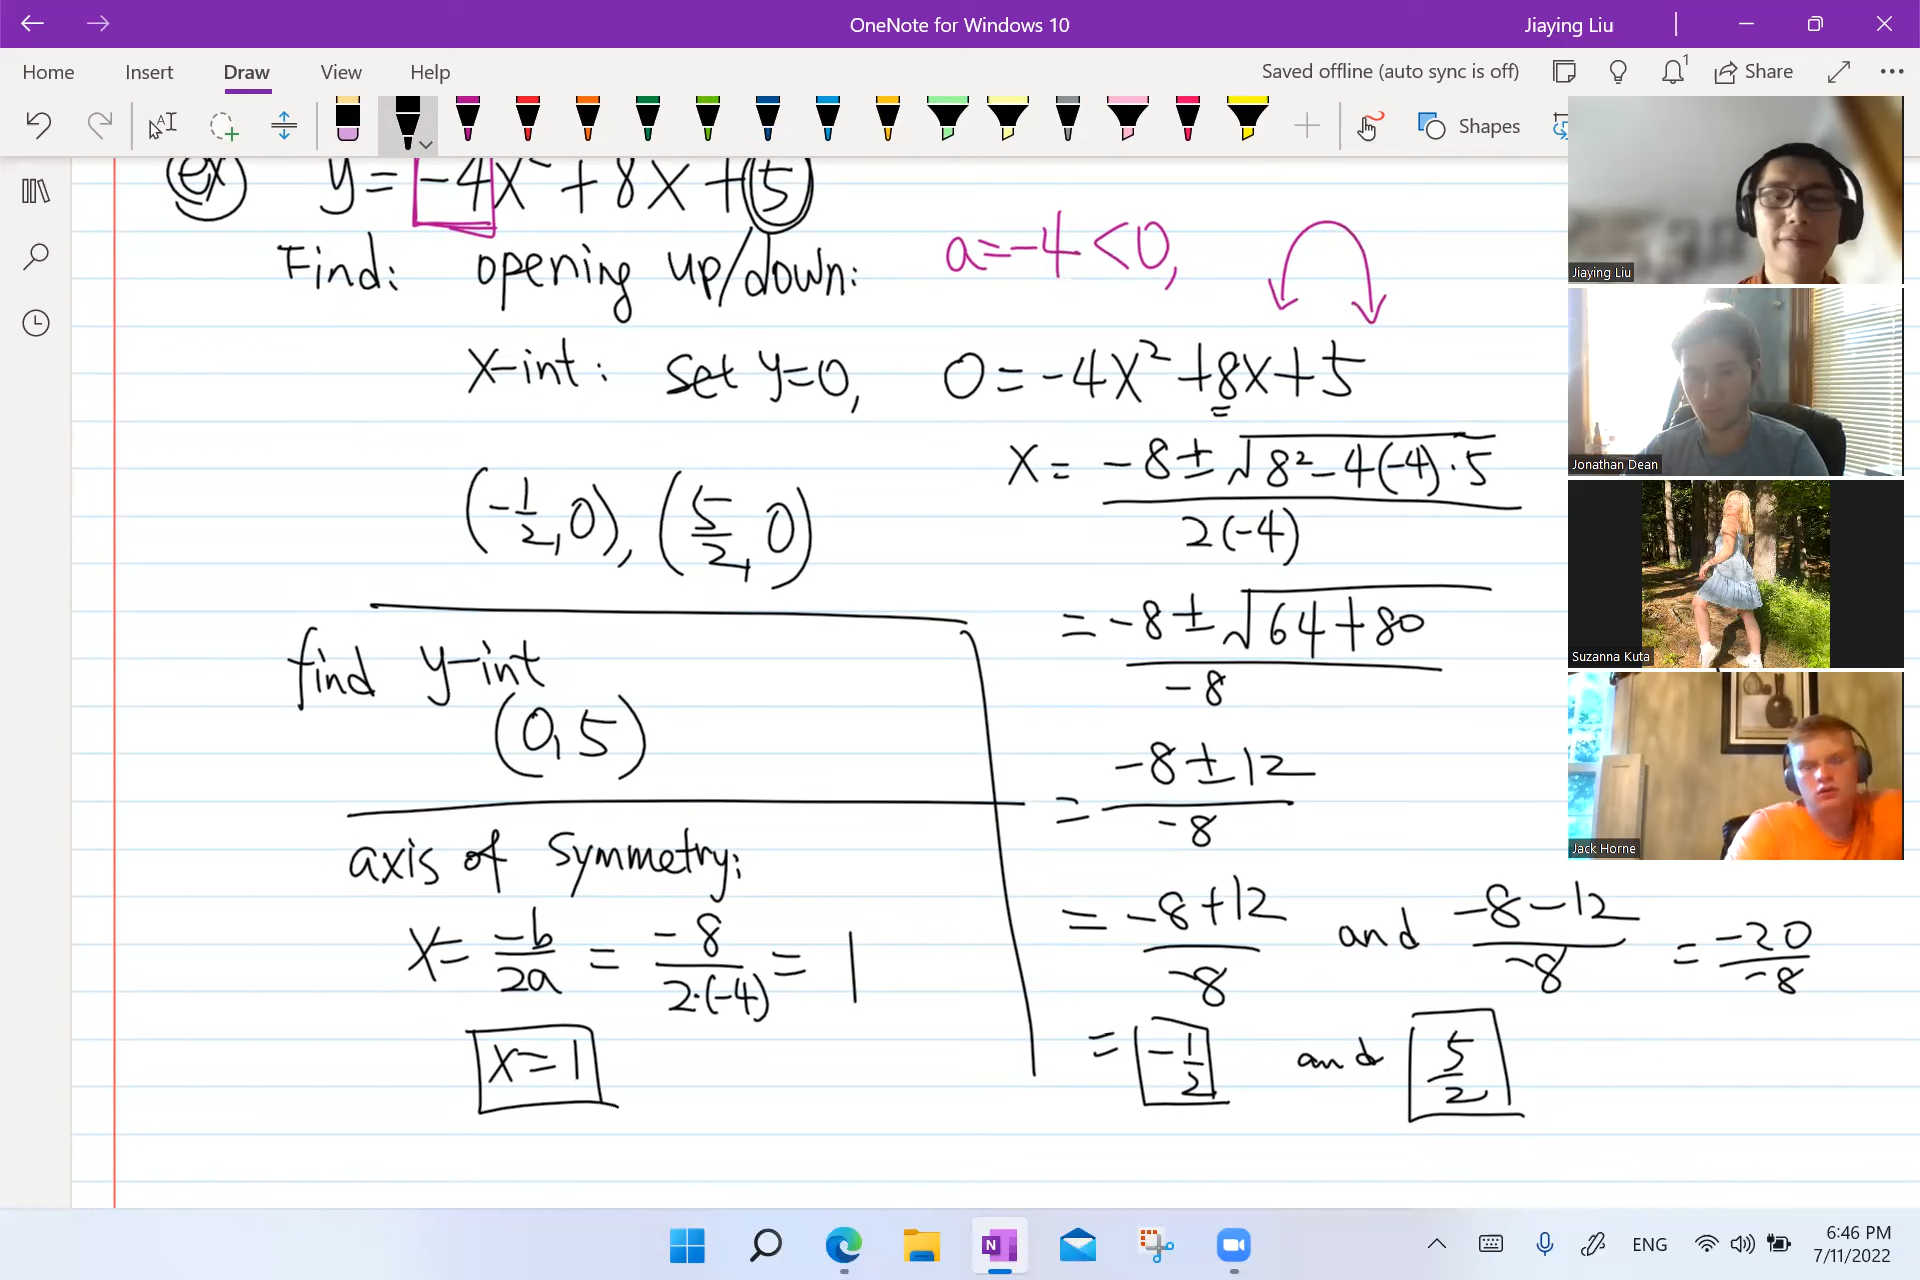 OneNote for Windows 10
Jiaying Liu
Home Insert Draw View Help
Saved offline (auto sync is off)
1
Share
Shapes
ex y = -4x² + 8x + 5
Find: opening up/down: a = -4 < 0,
x-int: set y=0, 0 = -4x² + 8x + 5
x = (-8 ± √(8² - 4(-4)·5)) / 2(-4)
(-1/2, 0), (5/2, 0)
= (-8 ± √(64 + 80)) / -8
find y-int
(0, 5)
= (-8 ± 12) / -8
axis of symmetry:
x = -b/2a = -8/(2·(-4)) = 1
= (-8 + 12)/-8 and (-8 - 12)/-8 = -20/-8
x = 1
= -1/2 and 5/2
Jiaying Liu
Jonathan Dean
Suzanna Kuta
Jack Horne
N
ENG
6:46 PM
7/11/2022